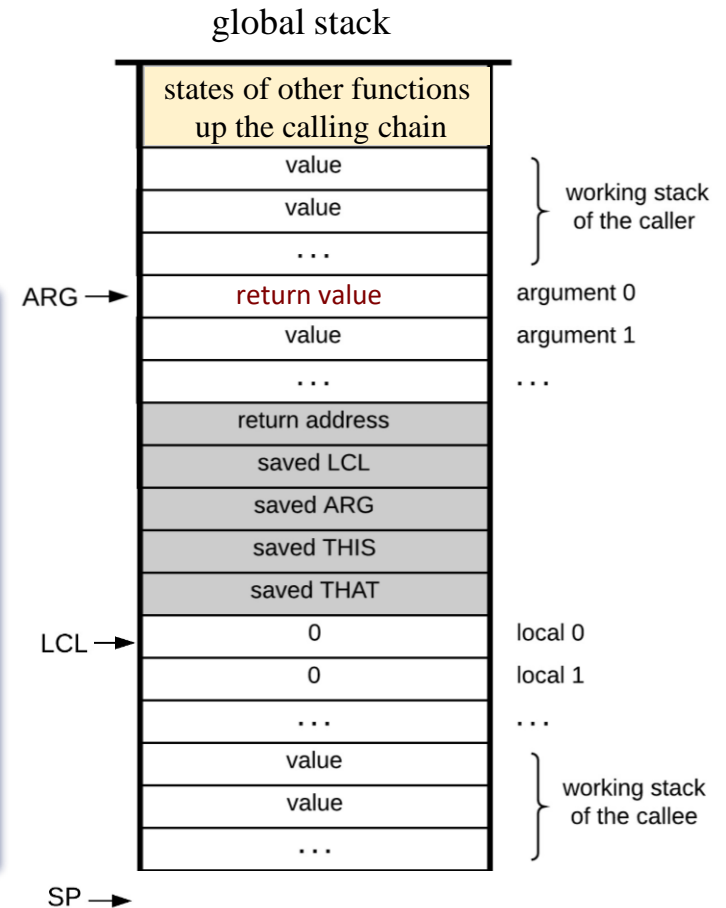 global stack
states of other functions
up the calling chain
value
value
...
working stack
of the caller
ARG
return value
argument 0
value
argument 1
...
...
return address
saved LCL
saved ARG
saved THIS
saved THAT
LCL
0
local 0
0
local 1
...
...
value
value
...
working stack
of the callee
SP